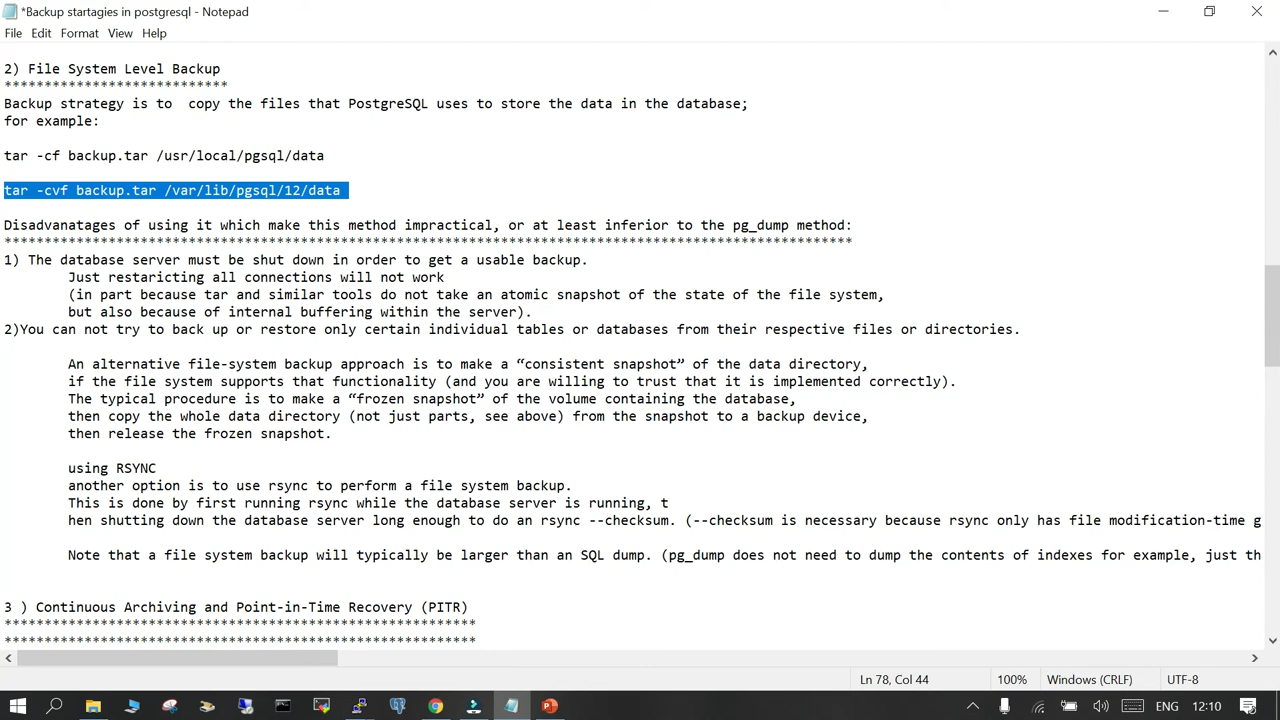 *Backup startagies in postgresql - Notepad
File Edit Format View Help
2) File System Level Backup
****************************
Backup strategy is to  copy the files that PostgreSQL uses to store the data in the database;
for example:
tar -cf backup.tar /usr/local/pgsql/data
tar -cvf backup.tar /var/lib/pgsql/12/data
Disadvanatages of using it which make this method impractical, or at least inferior to the pg_dump method:
**********************************************************************************************************
1) The database server must be shut down in order to get a usable backup.
Just restaricting all connections will not work
(in part because tar and similar tools do not take an atomic snapshot of the state of the file system,
but also because of internal buffering within the server).
2)You can not try to back up or restore only certain individual tables or databases from their respective files or directories.
An alternative file-system backup approach is to make a “consistent snapshot” of the data directory,
if the file system supports that functionality (and you are willing to trust that it is implemented correctly).
The typical procedure is to make a “frozen snapshot” of the volume containing the database,
then copy the whole data directory (not just parts, see above) from the snapshot to a backup device,
then release the frozen snapshot.
using RSYNC
another option is to use rsync to perform a file system backup.
This is done by first running rsync while the database server is running, t
hen shutting down the database server long enough to do an rsync --checksum. (--checksum is necessary because rsync only has file modification-time g
Note that a file system backup will typically be larger than an SQL dump. (pg_dump does not need to dump the contents of indexes for example, just th
3 ) Continuous Archiving and Point-in-Time Recovery (PITR)
***********************************************************
***********************************************************
Ln 78, Col 44 100% Windows (CRLF) UTF-8
ENG 12:10